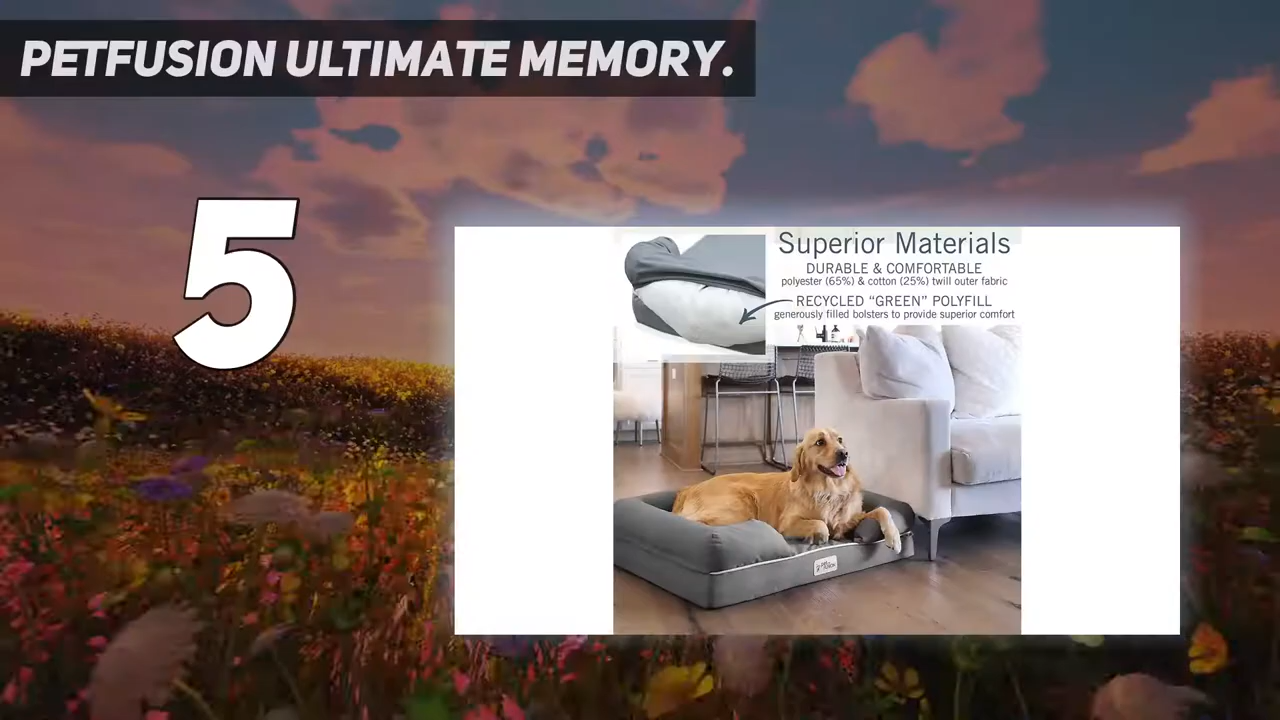 PETFUSION ULTIMATE MEMORY.
5
Superior Materials
DURABLE & COMFORTABLE
polyester (65%) & cotton (25%) twill outer fabric
RECYCLED “GREEN” POLYFILL
generously filled bolsters to provide superior comfort